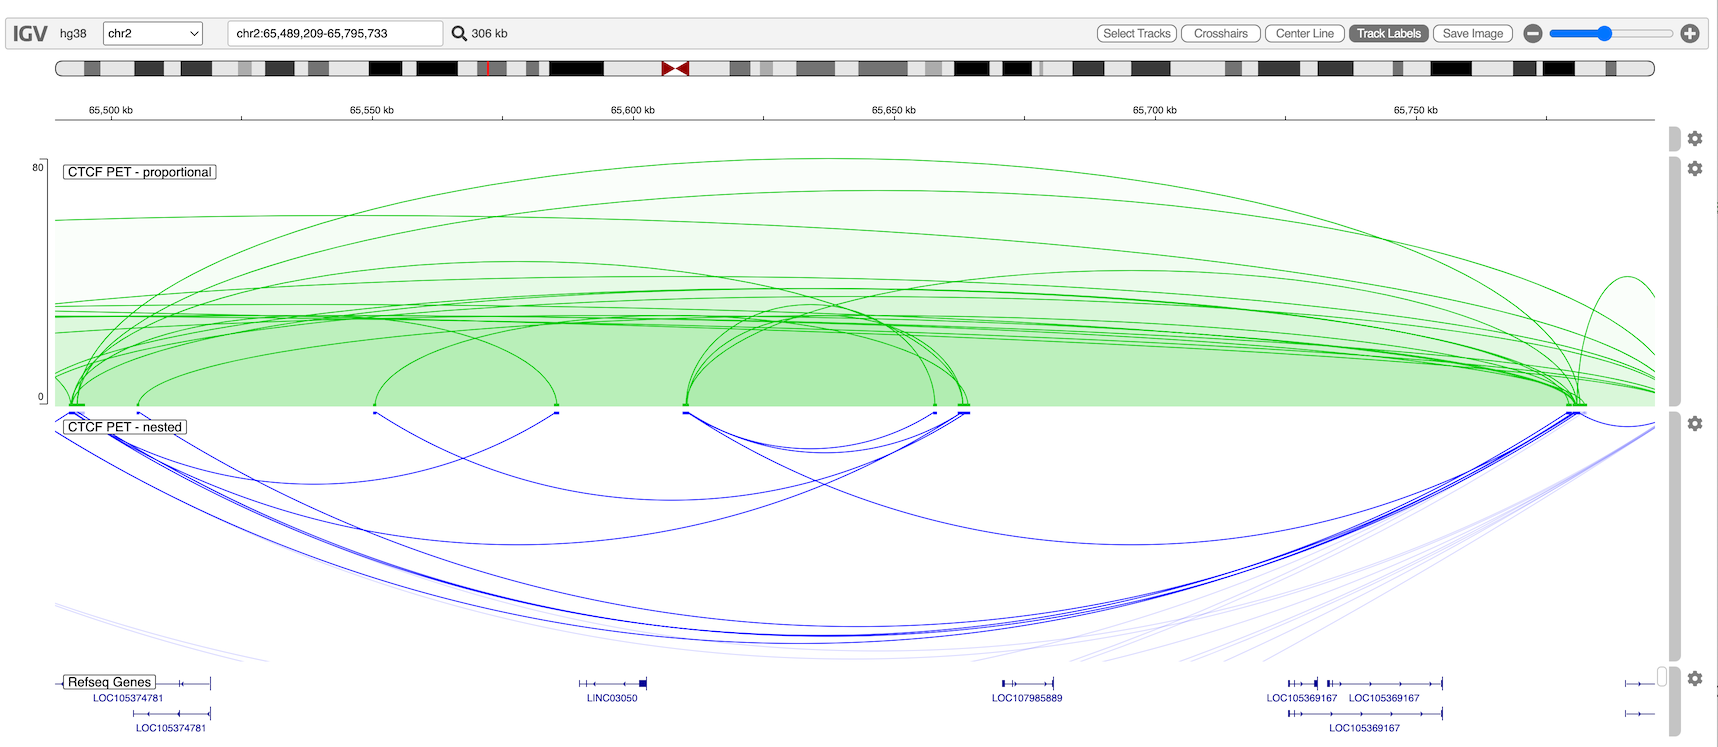 IGV hg38 chr2 chr2:65,489,209-65,795,733 306 kb Select Tracks Crosshairs Center Line Track Labels Save Image
65,500 kb 65,550 kb 65,600 kb 65,650 kb 65,700 kb 65,750 kb
80
CTCF PET - proportional
0
CTCF PET - nested
Refseq Genes
LOC105374781 LINC03050 LOC107985889 LOC105369167 LOC105369167
LOC105374781 LOC105369167